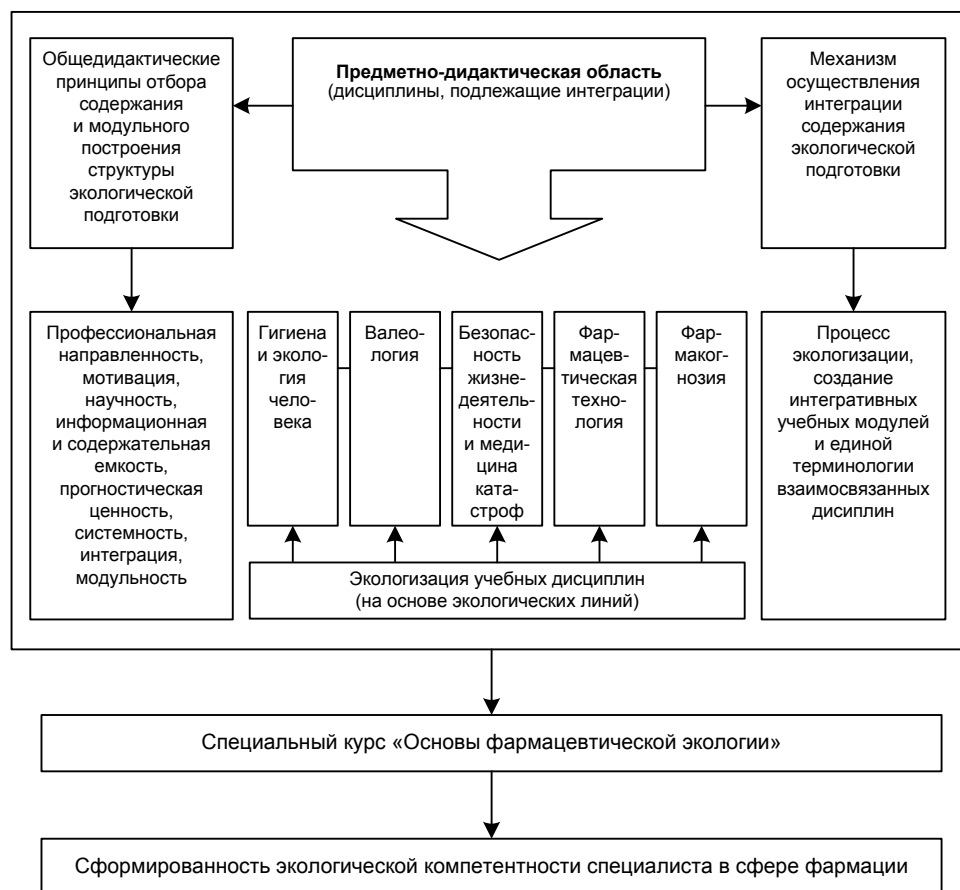 Общедидактические
принципы отбора
содержания
и модульного
построения
структуры
экологической
подготовки
Предметно-дидактическая область
(дисциплины, подлежащие интеграции)
Механизм
осуществления
интеграции
содержания
экологической
подготовки
Профессиональная
направленность,
мотивация,
научность,
информационная
и содержательная
емкость,
прогностическая
ценность,
системность,
интеграция,
модульность
Гигиена
и эколо-
гия
чело-
века
Валео-
логия
Безопас-
ность
жизне-
деятель-
ности
и меди-
цина
ката-
строф
Фар-
мацев-
тическая
техно-
логия
Фар-
маког-
нозия
Процесс
экологизации,
создание
интегративных
учебных модулей
и единой
терминологии
взаимосвязанных
дисиплин
Экологизация учебных дисциплин
(на основе экологических линий)
Специальный курс «Основы фармацевтической экологии»
Сформированность экологической компетентности специалиста в сфере фармации